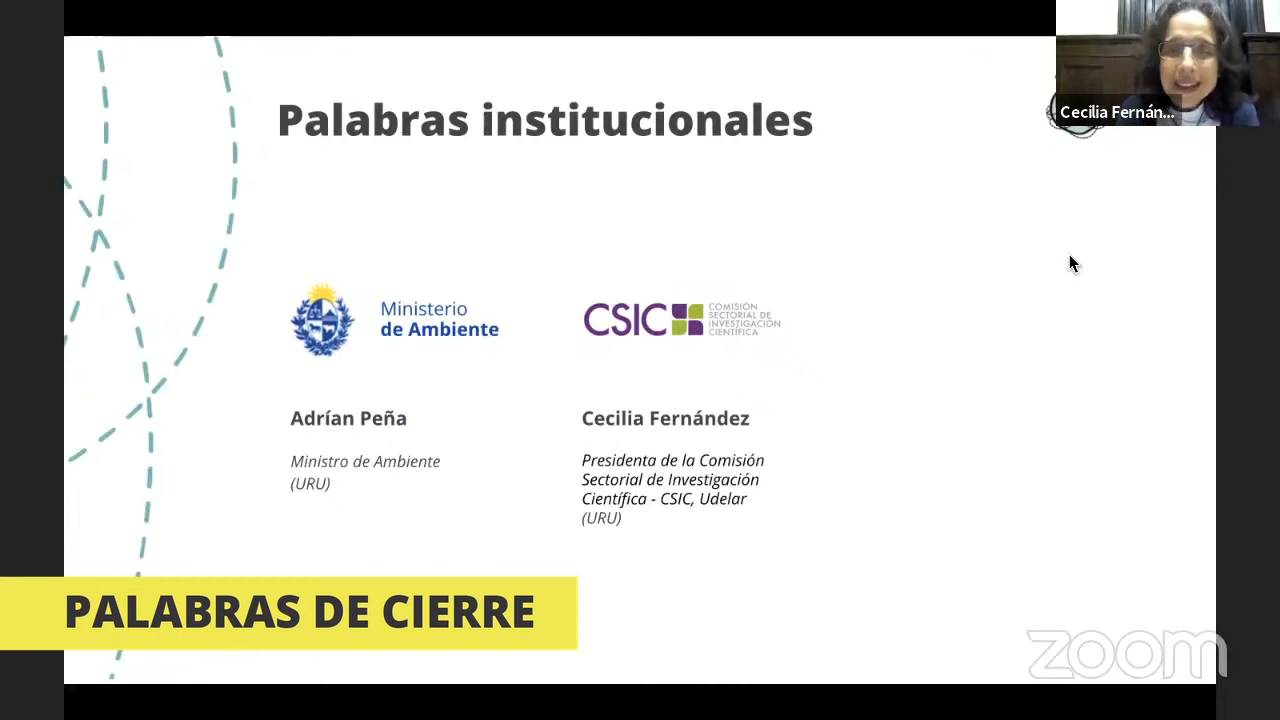 Palabras institucionales
Cecilia Fernán...
Ministerio
de Ambiente
CSIC
COMISIÓN
SECTORIAL DE
INVESTIGACIÓN
CIENTÍFICA
Adrían Peña
Ministro de Ambiente
(URU)
Cecilia Fernández
Presidenta de la Comisión
Sectorial de Investigación
Científica - CSIC, Udelar
(URU)
PALABRAS DE CIERRE
zoom